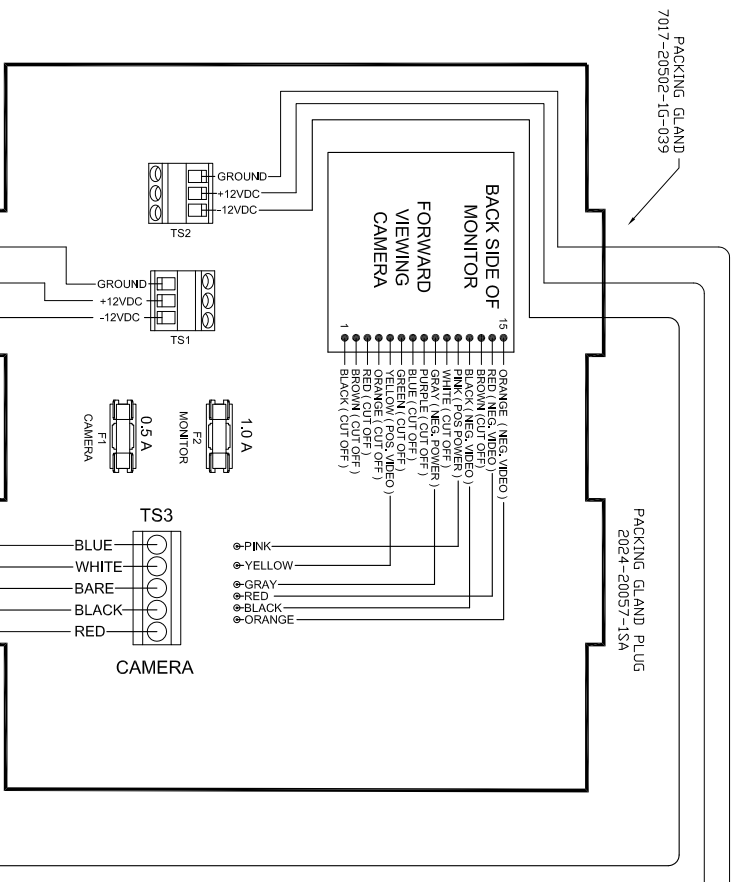 PACKING GLAND
7017-20502-1G-039
GROUND
+12VDC
-12VDC
TS2
BACK SIDE OF
MONITOR
FORWARD
VIEWING
CAMERA
15
1
GROUND
+12VDC
-12VDC
TS1
ORANGE ( NEG. VIDEO )
RED ( NEG. VIDEO )
BROWN (CUT OFF)
BLACK ( NEG. VIDEO )
PINK ( POS POWER )
WHITE ( CUT OFF )
GRAY ( NEG. POWER )
PURPLE ( CUT OFF )
BLUE ( CUT OFF )
GREEN ( CUT OFF )
YELLOW ( POS. VIDEO )
ORANGE ( CUT OFF )
RED ( CUT OFF )
BROWN ( CUT OFF )
BLACK ( CUT OFF )
0.5 A
F1
CAMERA
1.0 A
F2
MONITOR
PACKING GLAND PLUG
2024-20057-1SA
TS3
BLUE
WHITE
BARE
BLACK
RED
CAMERA
PINK
YELLOW
GRAY
RED
BLACK
ORANGE